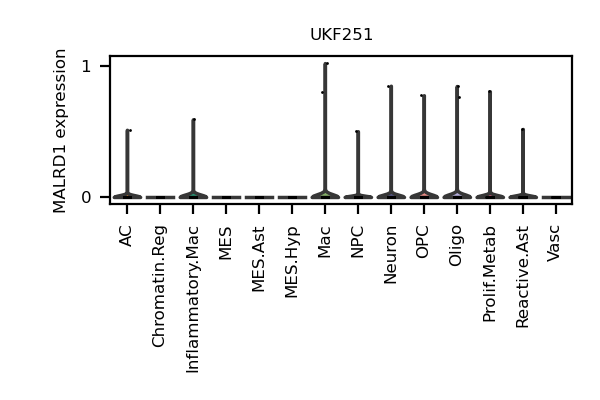 UKF251
MALRD1 expression
1
0
AC
Chromatin.Reg
Inflammatory.Mac
MES
MES.Ast
MES.Hyp
Mac
NPC
Neuron
OPC
Oligo
Prolif.Metab
Reactive.Ast
Vasc